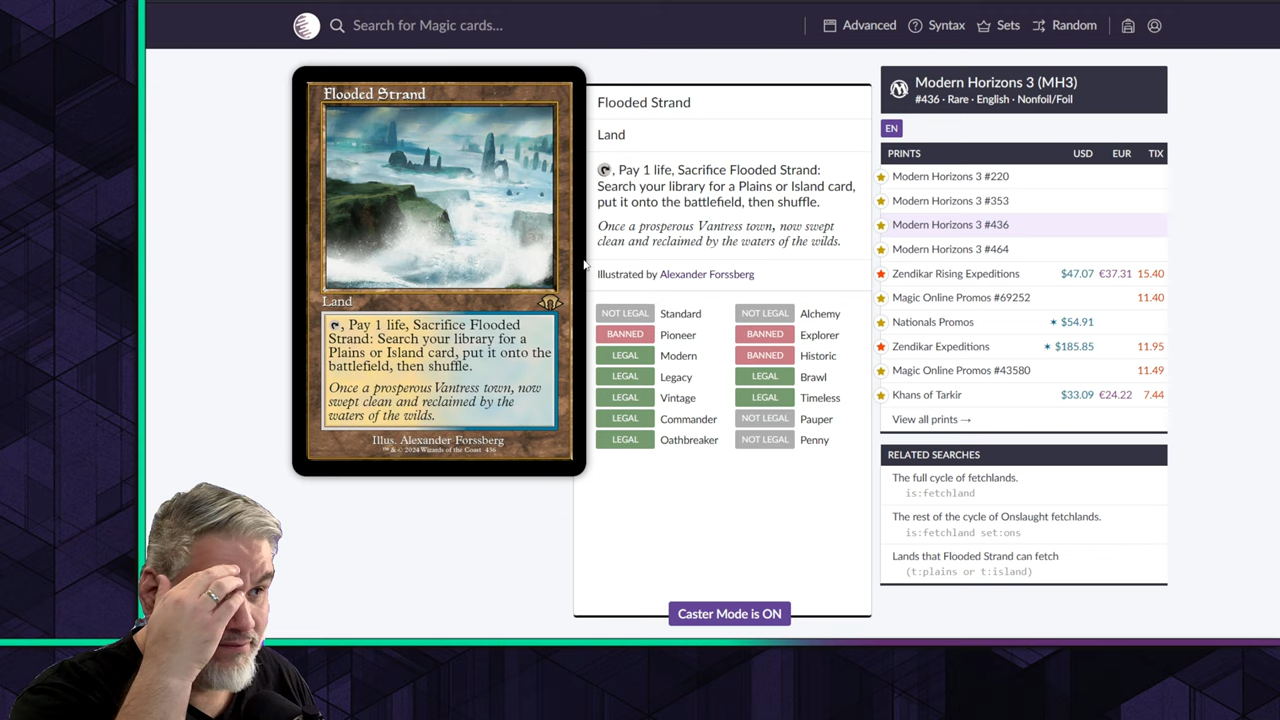 Search for Magic cards...
Advanced
Syntax
Sets
Random
Flooded Strand
Land
, Pay 1 life, Sacrifice Flooded
Strand: Search your library for a
Plains or Island card, put it onto the
battlefield, then shuffle.
Once a prosperous Vantress town, now
swept clean and reclaimed by the
waters of the wilds.
Illus. Alexander Forssberg
™ & © 2024 Wizards of the Coast 436
Flooded Strand
Land
, Pay 1 life, Sacrifice Flooded Strand:
Search your library for a Plains or Island card,
put it onto the battlefield, then shuffle.
Once a prosperous Vantress town, now swept
clean and reclaimed by the waters of the wilds.
Illustrated by Alexander Forssberg
NOT LEGAL Standard NOT LEGAL Alchemy
BANNED Pioneer BANNED Explorer
LEGAL Modern BANNED Historic
LEGAL Legacy LEGAL Brawl
LEGAL Vintage LEGAL Timeless
LEGAL Commander NOT LEGAL Pauper
LEGAL Oathbreaker NOT LEGAL Penny
Caster Mode is ON
Modern Horizons 3 (MH3)
#436 · Rare · English · Nonfoil/Foil
EN
PRINTS USD EUR TIX
Modern Horizons 3 #220
Modern Horizons 3 #353
Modern Horizons 3 #436
Modern Horizons 3 #464
Zendikar Rising Expeditions $47.07 €37.31 15.40
Magic Online Promos #69252 11.40
Nationals Promos ✶ $54.91
Zendikar Expeditions ✶ $185.85 11.95
Magic Online Promos #43580 11.49
Khans of Tarkir $33.09 €24.22 7.44
View all prints →
RELATED SEARCHES
The full cycle of fetchlands.
is:fetchland
The rest of the cycle of Onslaught fetchlands.
is:fetchland set:ons
Lands that Flooded Strand can fetch
(t:plains or t:island)